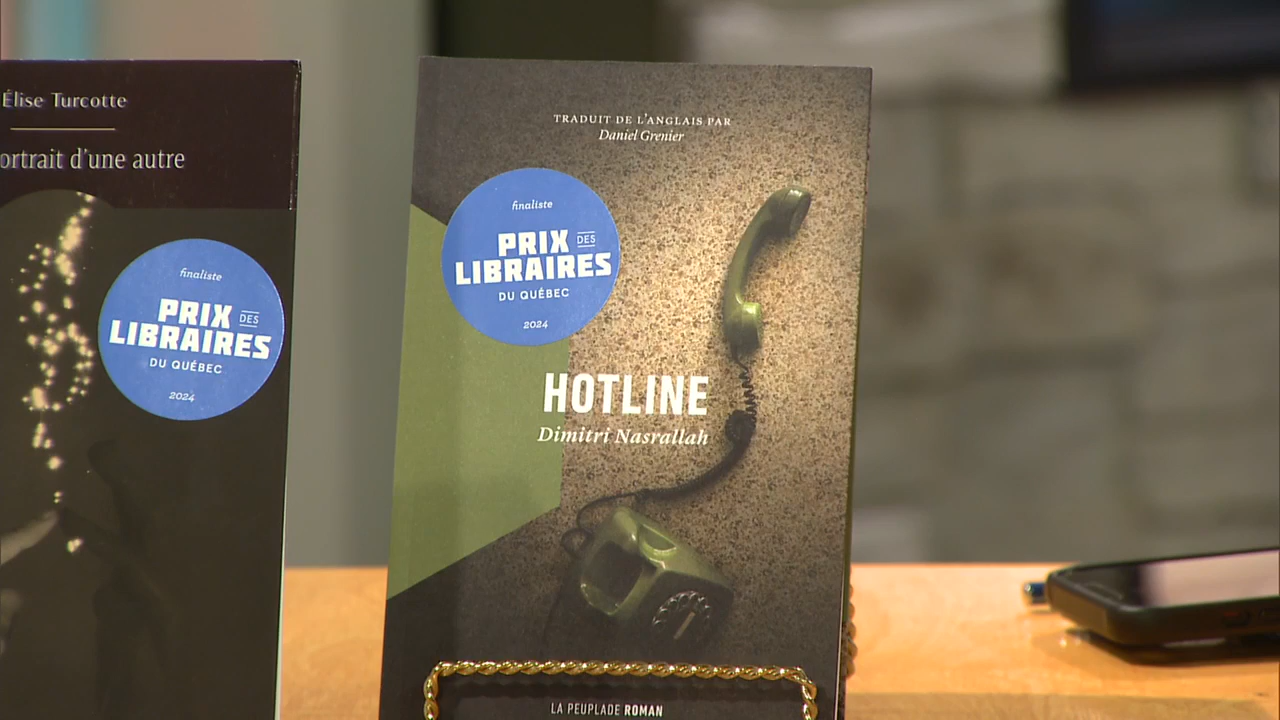 Élise Turcotte
ortrait d'une autre
finaliste
PRIX DES
LIBRAIRES
DU QUÉBEC
2024
TRADUIT DE L'ANGLAIS PAR
Daniel Grenier
finaliste
PRIX DES
LIBRAIRES
DU QUÉBEC
2024
HOTLINE
Dimitri Nasrallah
LA PEUPLADE ROMAN